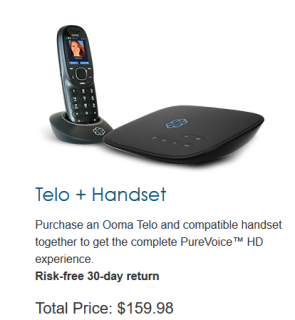 Telo + Handset
Purchase an Ooma Telo and compatible handset
together to get the complete PureVoice™ HD
experience.
Risk-free 30-day return
Total Price: $159.98